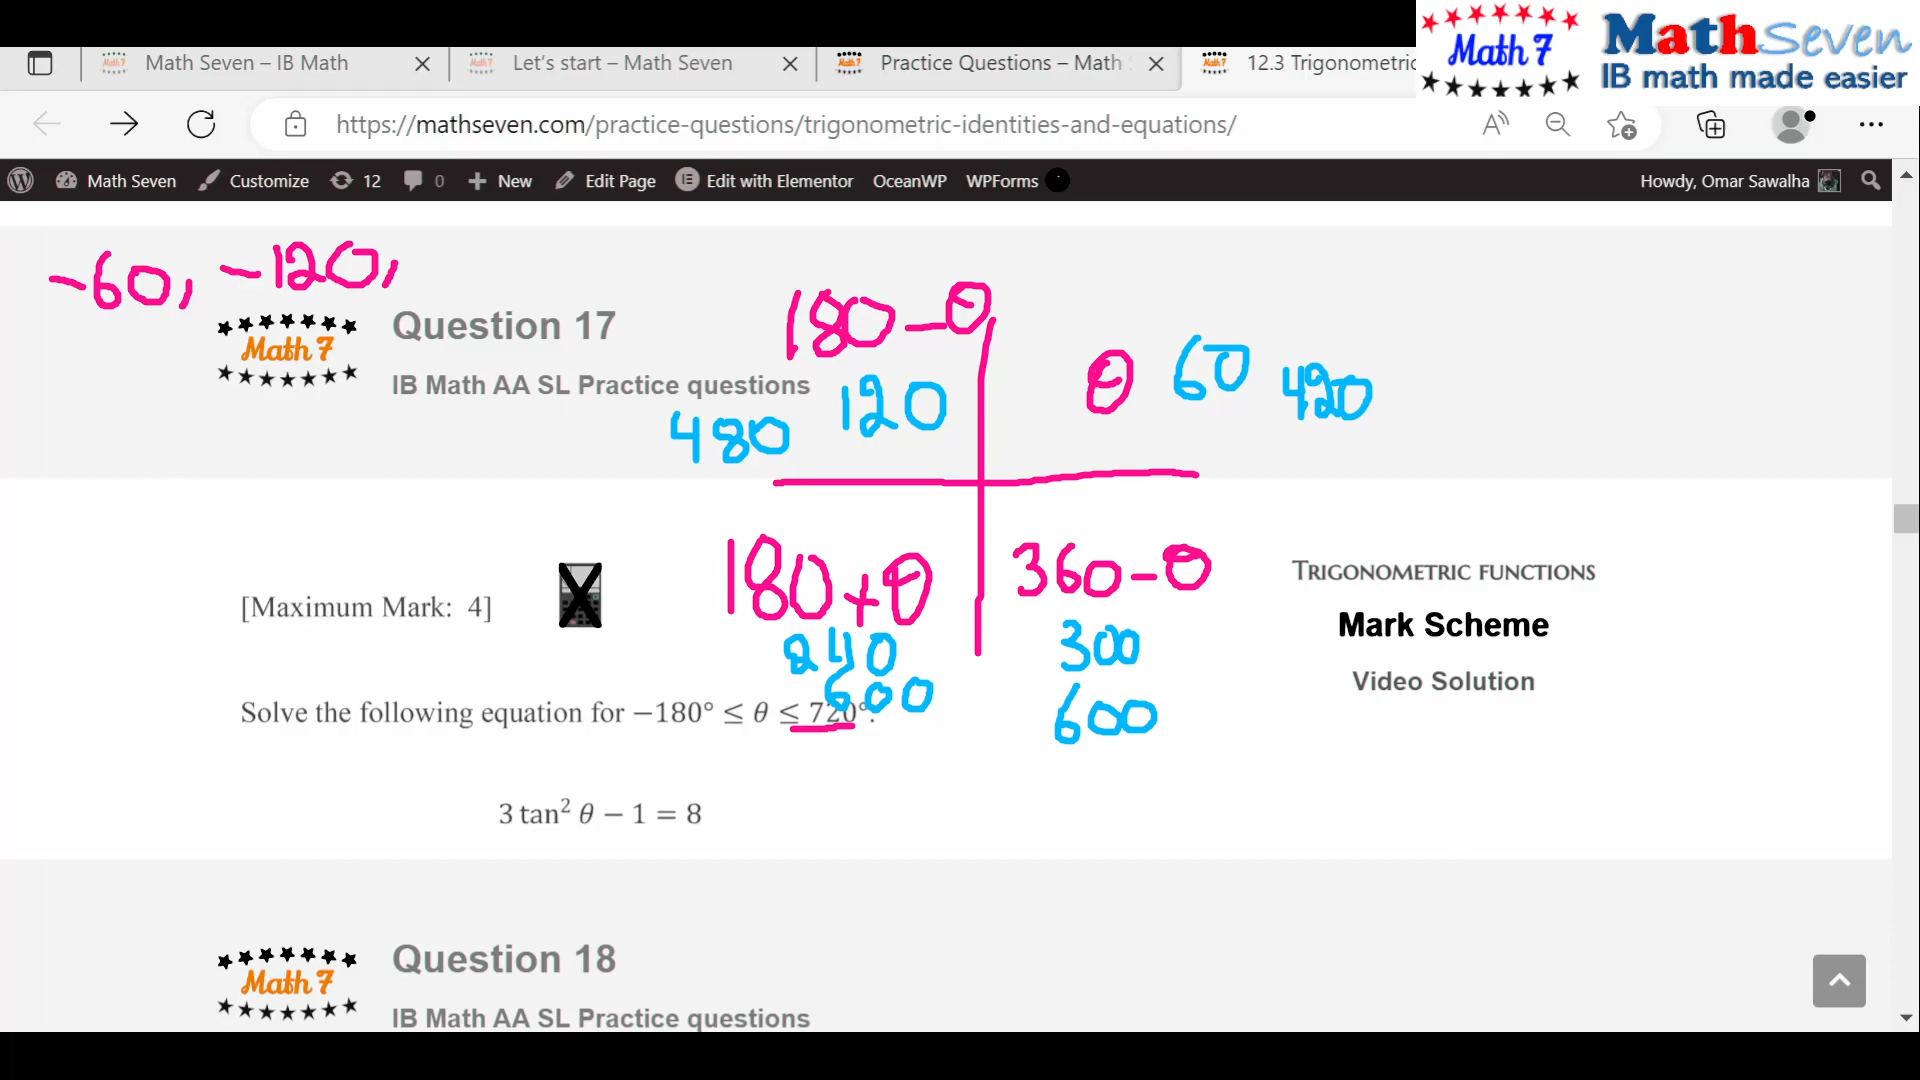 Math 7
MathSeven
IB math made easier
Math Seven – IB Math
Let's start – Math Seven
Practice Questions – Math
12.3 Trigonometric
https://mathseven.com/practice-questions/trigonometric-identities-and-equations/
Math Seven
Customize
12
0
New
Edit Page
Edit with Elementor
OceanWP
WPForms
Howdy, Omar Sawalha
-60, -120,
Math 7
Question 17
IB Math AA SL Practice questions
180-θ
θ 60 420
480 120
[Maximum Mark: 4]
180+θ
240
600
360-θ
300
600
TRIGONOMETRIC FUNCTIONS
Mark Scheme
Video Solution
Solve the following equation for −180° ≤ θ ≤ 720°.
3 tan² θ − 1 = 8
Math 7
Question 18
IB Math AA SL Practice questions